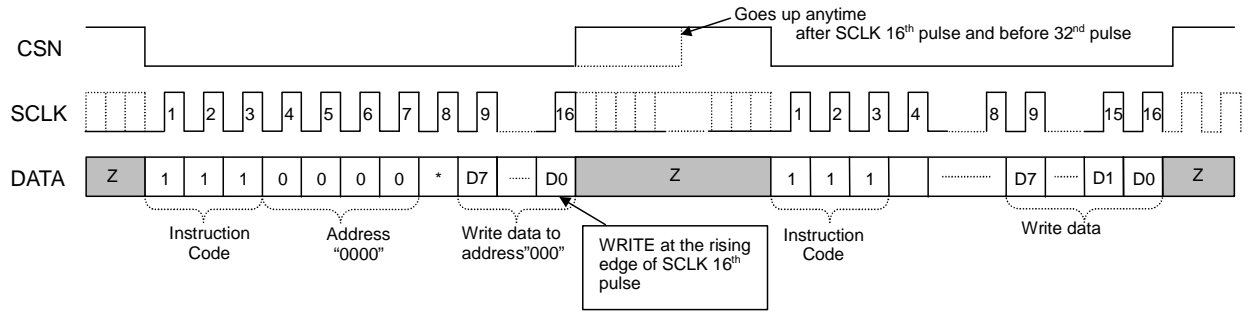 Goes up anytime
after SCLK 16th pulse and before 32nd pulse
CSN
SCLK 1 2 3 4 5 6 7 8 9 16 1 2 3 4 8 9 15 16
DATA Z 1 1 1 0 0 0 0 * D7 ...... D0 Z 1 1 1 ............. D7 ...... D1 D0 Z
Instruction
Code
Address
“0000”
Write data to
address”000”
WRITE at the rising
edge of SCLK 16th
pulse
Instruction
Code
Write data